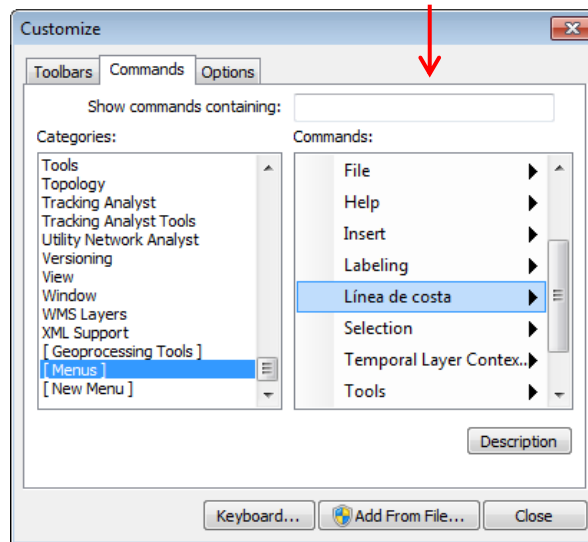 Customize
Toolbars Commands Options
Show commands containing:
Categories:
Tools
Topology
Tracking Analyst
Tracking Analyst Tools
Utility Network Analyst
Versioning
View
Window
WMS Layers
XML Support
[ Geoprocessing Tools ]
[ Menus ]
[ New Menu ]
Commands:
File
Help
Insert
Labeling
Línea de costa
Selection
Temporal Layer Contex..
Tools
Description
Keyboard... Add From File... Close